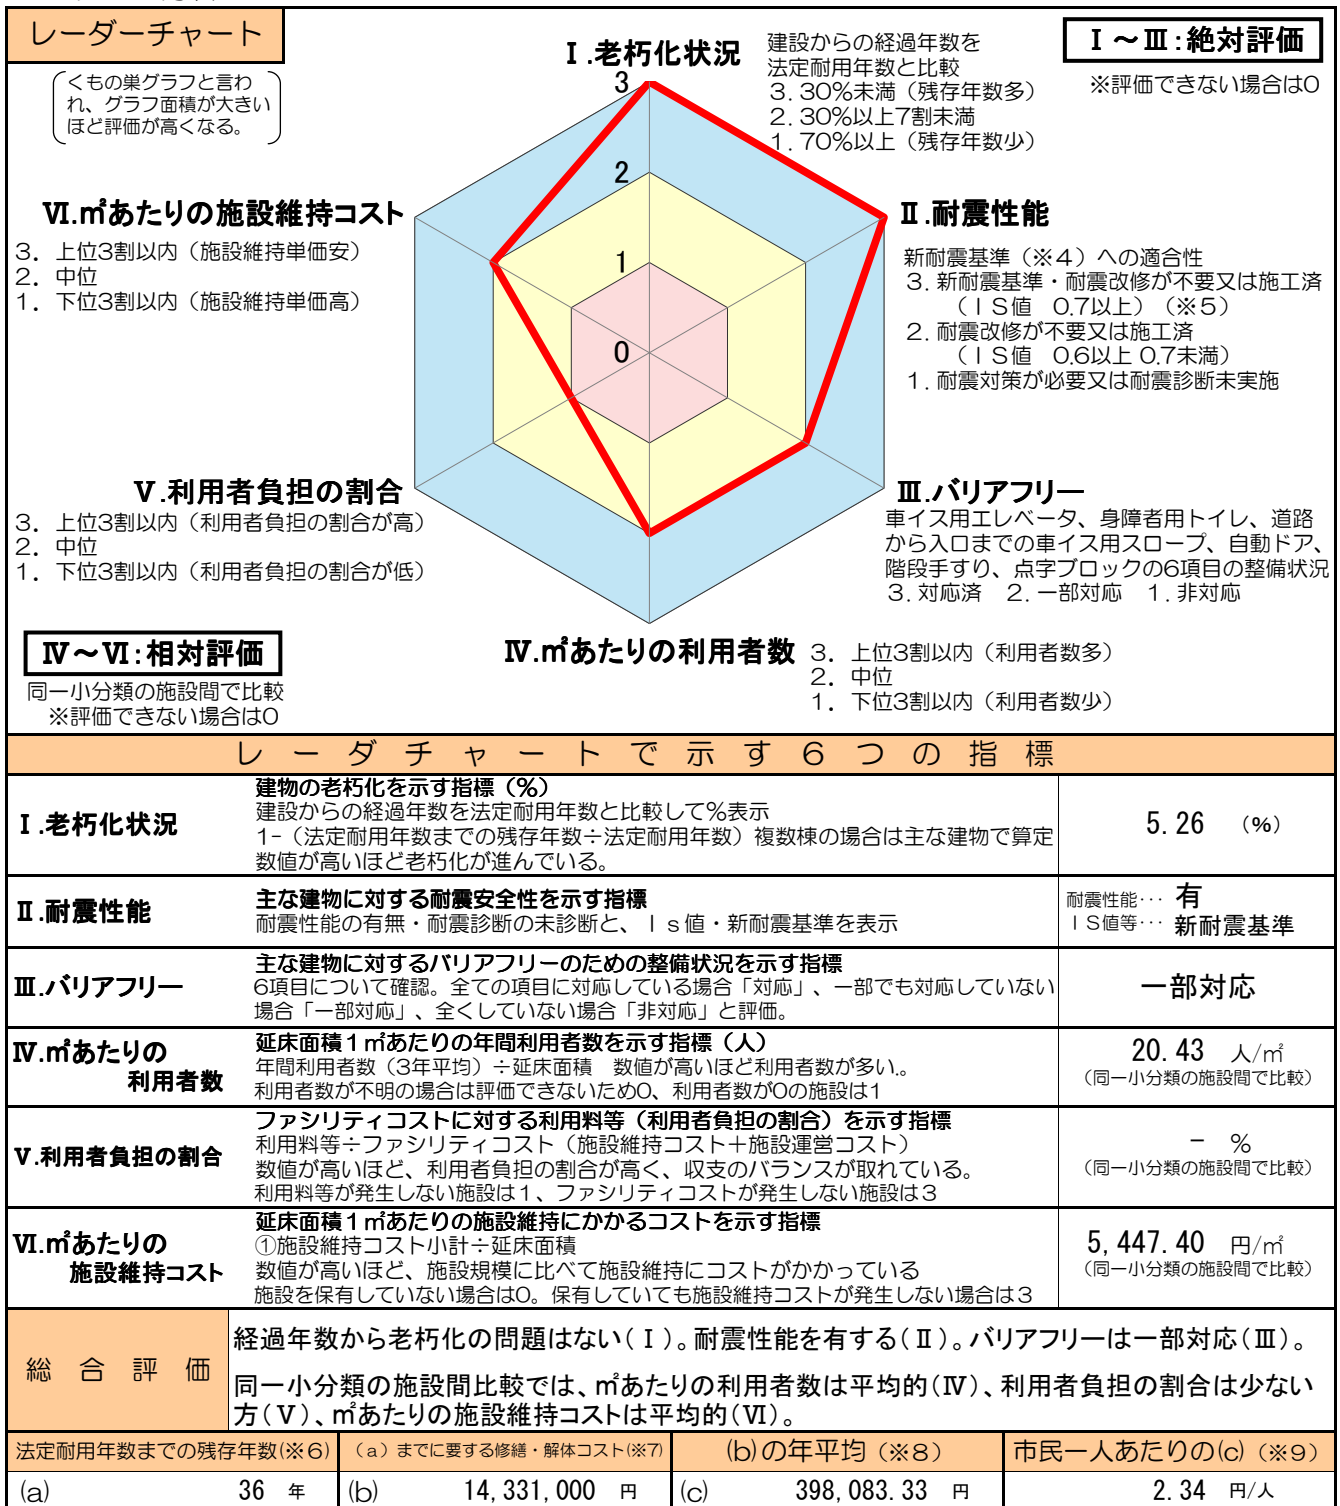 レーダーチャート
くもの巣グラフと言わ
れ、グラフ面積が大きい
ほど評価が高くなる。
Ⅰ～Ⅲ:絶対評価
※評価できない場合は0
Ⅰ.老朽化状況
建設からの経過年数を
法定耐用年数と比較
3. 30%未満（残存年数多）
2. 30%以上7割未満
1. 70%以上（残存年数少）
3
2
1
0
Ⅵ.㎡あたりの施設維持コスト
3. 上位3割以内（施設維持単価安）
2. 中位
1. 下位3割以内（施設維持単価高）
Ⅱ.耐震性能
新耐震基準（※4）への適合性
3. 新耐震基準・耐震改修が不要又は施工済
（ＩＳ値　0.7以上）（※5）
2. 耐震改修が不要又は施工済
（ＩＳ値　0.6以上 0.7未満）
1. 耐震対策が必要又は耐震診断未実施
Ⅴ.利用者負担の割合
3. 上位3割以内（利用者負担の割合が高）
2. 中位
1. 下位3割以内（利用者負担の割合が低）
Ⅲ.バリアフリー
車イス用エレベータ、身障者用トイレ、道路
から入口までの車イス用スロープ、自動ドア、
階段手すり、点字ブロックの6項目の整備状況
3. 対応済　2. 一部対応　1. 非対応
Ⅳ～Ⅵ:相対評価
同一小分類の施設間で比較
※評価できない場合は0
Ⅳ.㎡あたりの利用者数
3. 上位3割以内（利用者数多）
2. 中位
1. 下位3割以内（利用者数少）
レーダチャートで示す6つの指標
Ⅰ.老朽化状況
建物の老朽化を示す指標（%）
建設からの経過年数を法定耐用年数と比較して%表示
1-（法定耐用年数までの残存年数÷法定耐用年数）複数棟の場合は主な建物で算定
数値が高いほど老朽化が進んでいる。
5.26 （%）
Ⅱ.耐震性能
主な建物に対する耐震安全性を示す指標
耐震性能の有無・耐震診断の未診断と、Ｉｓ値・新耐震基準を表示
耐震性能… 有
ＩＳ値等… 新耐震基準
Ⅲ.バリアフリー
主な建物に対するバリアフリーのための整備状況を示す指標
6項目について確認。全ての項目に対応している場合「対応」、一部でも対応していない
場合「一部対応」、全くしていない場合「非対応」と評価。
一部対応
Ⅳ.㎡あたりの
利用者数
延床面積１㎡あたりの年間利用者数を示す指標（人）
年間利用者数（3年平均）÷延床面積　数値が高いほど利用者数が多い。
利用者数が不明の場合は評価できないため0、利用者数が0の施設は1
20.43 人/㎡
（同一小分類の施設間で比較）
Ⅴ.利用者負担の割合
ファシリティコストに対する利用料等（利用者負担の割合）を示す指標
利用料等÷ファシリティコスト（施設維持コスト＋施設運営コスト）
数値が高いほど、利用者負担の割合が高く、収支のバランスが取れている。
利用料等が発生しない施設は１、ファシリティコストが発生しない施設は３
－ %
（同一小分類の施設間で比較）
Ⅵ.㎡あたりの
施設維持コスト
延床面積１㎡あたりの施設維持にかかるコストを示す指標
①施設維持コスト小計÷延床面積
数値が高いほど、施設規模に比べて施設維持にコストがかかっている
施設を保有していない場合は0。保有していても施設維持コストが発生しない場合は３
5,447.40 円/㎡
（同一小分類の施設間で比較）
総合評価
経過年数から老朽化の問題はない(Ⅰ)。耐震性能を有する(Ⅱ)。バリアフリーは一部対応(Ⅲ)。
同一小分類の施設間比較では、㎡あたりの利用者数は平均的(Ⅳ)、利用者負担の割合は少ない
方(Ⅴ)、㎡あたりの施設維持コストは平均的(Ⅵ)。
法定耐用年数までの残存年数(※6)
（a）までに要する修繕・解体コスト(※7)
(b)の年平均（※8）
市民一人あたりの(c)（※9）
(a) 36 年
(b) 14,331,000 円
(c) 398,083.33 円
2.34 円/人